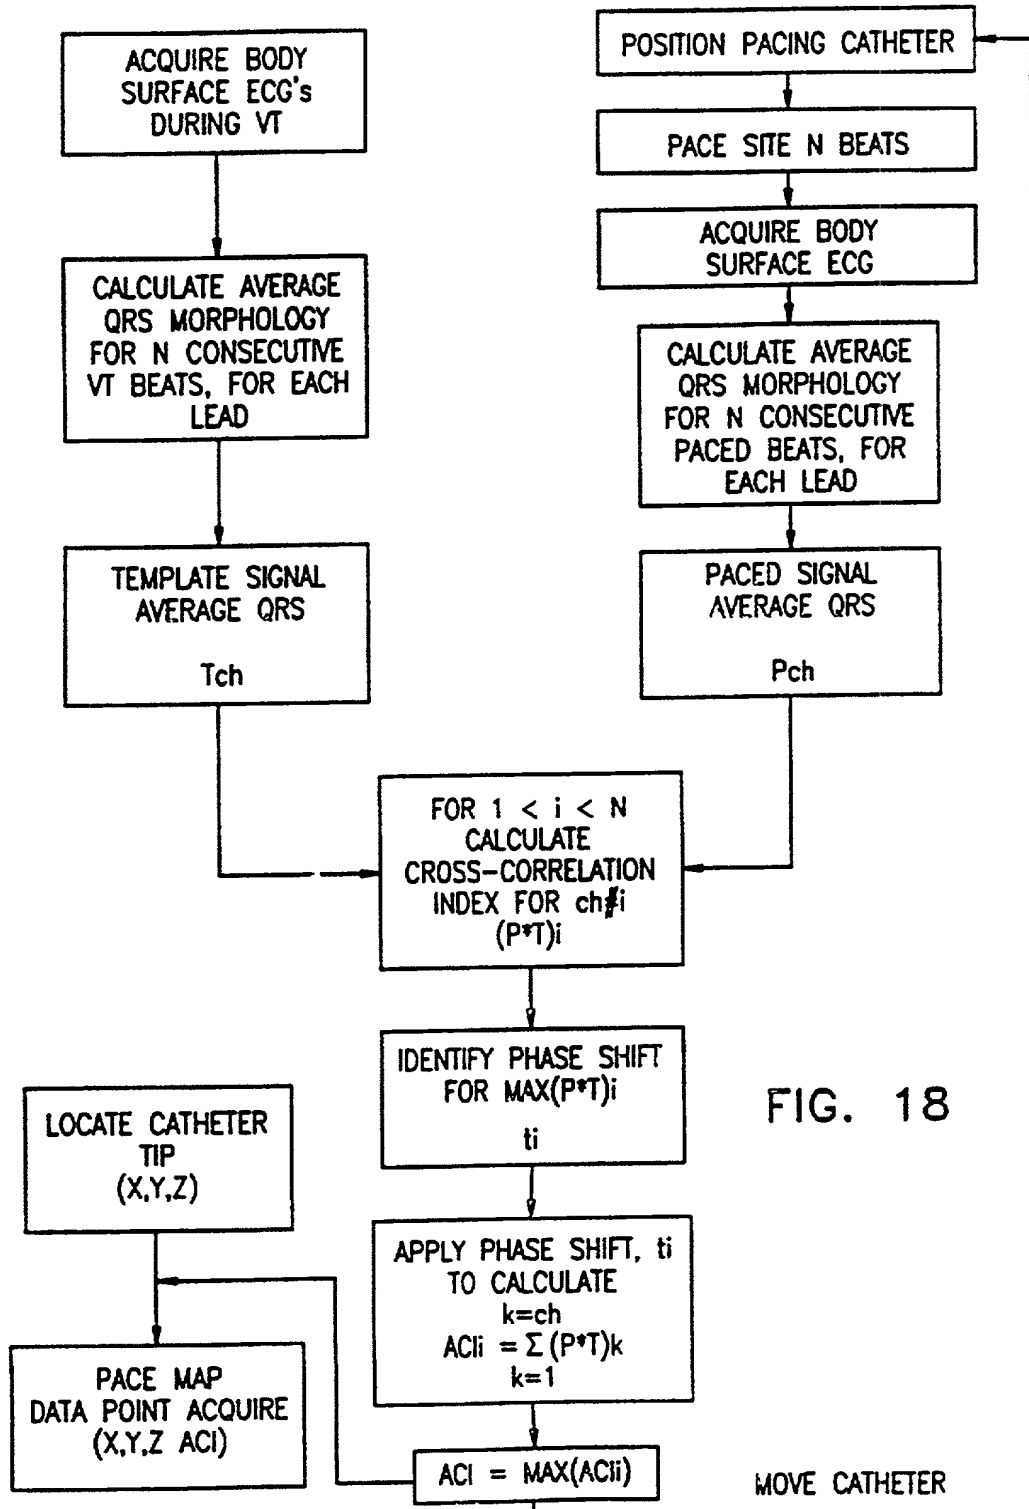 ACQUIRE BODY
SURFACE ECG's
DURING VT
CALCULATE AVERAGE
QRS MORPHOLOGY
FOR N CONSECUTIVE
VT BEATS, FOR EACH
LEAD
TEMPLATE SIGNAL
AVERAGE QRS
Tch
POSITION PACING CATHETER
PACE SITE N BEATS
ACQUIRE BODY
SURFACE ECG
CALCULATE AVERAGE
QRS MORPHOLOGY
FOR N CONSECUTIVE
PACED BEATS, FOR
EACH LEAD
PACED SIGNAL
AVERAGE QRS
Pch
FOR 1 < i < N
CALCULATE
CROSS-CORRELATION
INDEX FOR ch#i
(P*T)i
IDENTIFY PHASE SHIFT
FOR MAX(P*T)i
ti
FIG. 18
APPLY PHASE SHIFT, ti
TO CALCULATE
k=ch
ACIi = Σ (P*T)k
k=1
LOCATE CATHETER
TIP
(X,Y,Z)
PACE MAP
DATA POINT ACQUIRE
(X,Y,Z ACI)
ACI = MAX(ACIi)
MOVE CATHETER